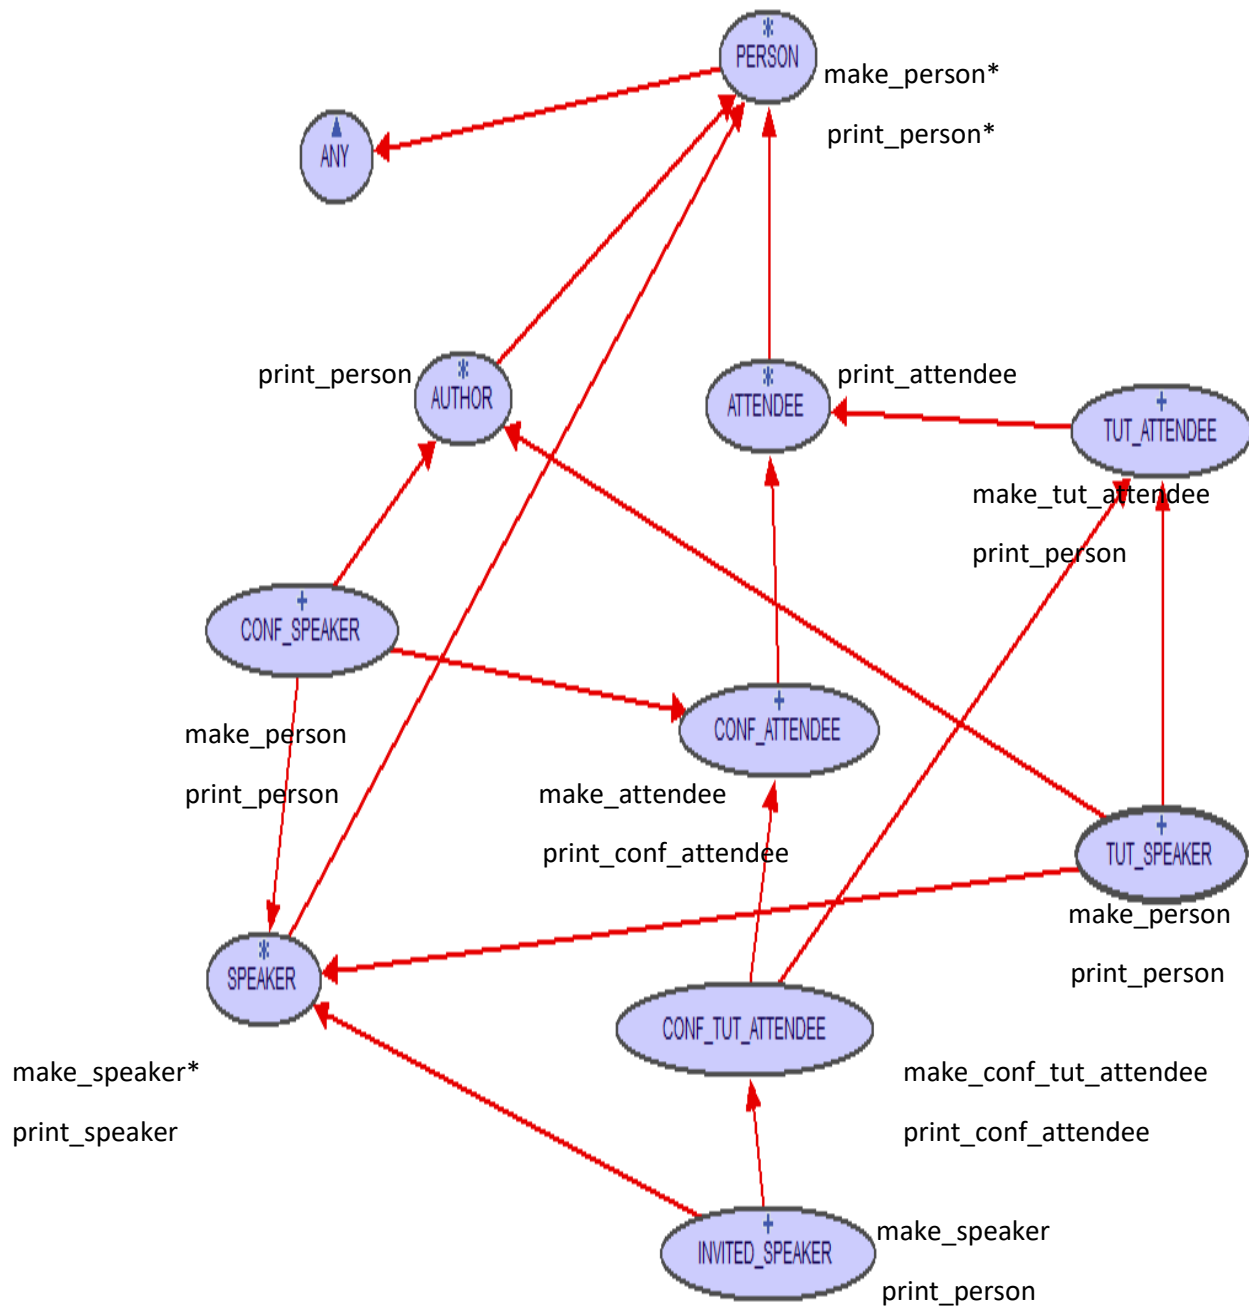 *
PERSON
make_person*
print_person*
ANY
print_person
*
AUTHOR
*
ATTENDEE
print_attendee
+
TUT_ATTENDEE
make_tut_attendee
print_person
+
CONF_SPEAKER
make_person
print_person
+
CONF_ATTENDEE
make_attendee
print_conf_attendee
+
TUT_SPEAKER
make_person
print_person
*
SPEAKER
make_speaker*
print_speaker
CONF_TUT_ATTENDEE
make_conf_tut_attendee
print_conf_attendee
+
INVITED_SPEAKER
make_speaker
print_person